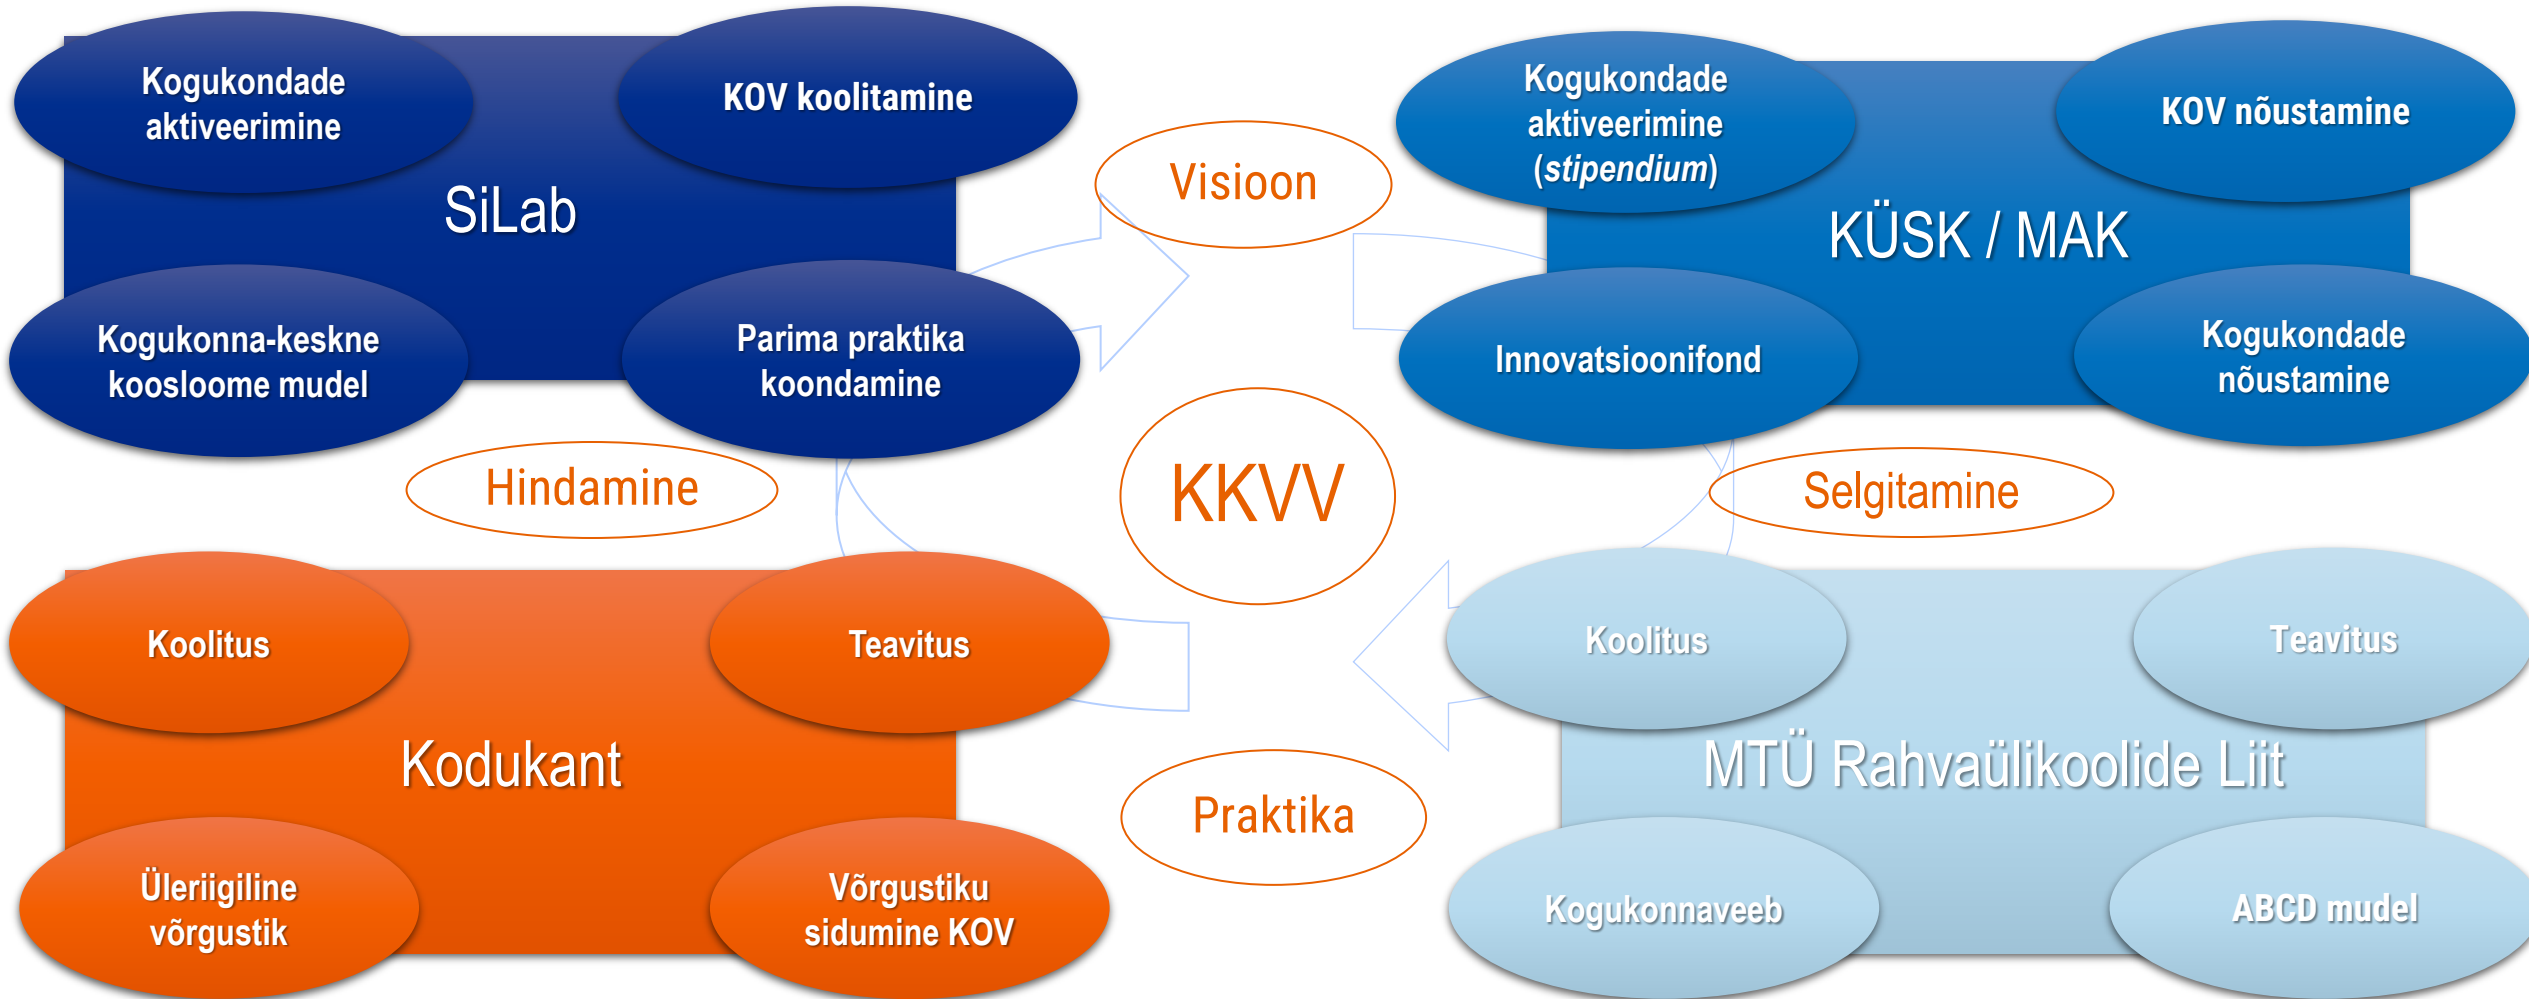 Kogukondade
aktiveerimine
KOV koolitamine
SiLab
Kogukonna-keskne
koosloome mudel
Parima praktika
koondamine
Visioon
Kogukondade
aktiveerimine
(stipendium)
KOV nõustamine
KÜSK / MAK
Innovatsioonifond
Kogukondade
nõustamine
Hindamine
KKVV
Selgitamine
Koolitus
Teavitus
Kodukant
Üleriigiline
võrgustik
Võrgustiku
sidumine KOV
Praktika
Koolitus
Teavitus
MTÜ Rahvaülikoolide Liit
Kogukonnaveeb
ABCD mudel